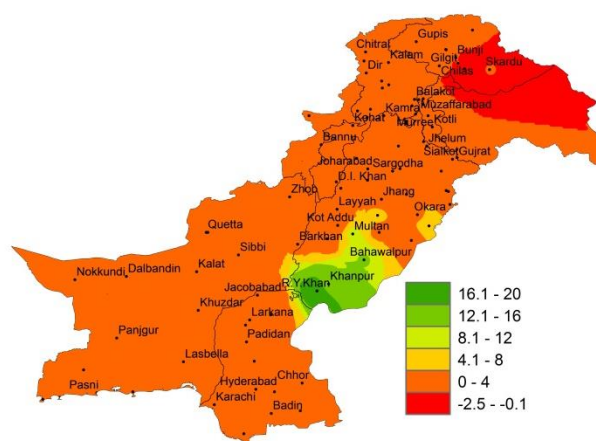 Gupis
Chitral
Bunji
Kalam
Gilgit
Skardu
Dir
Chilas
Balakot
Kamra
Muzaffarabad
Kohat
Murree
Kotli
Bannu
Jhelum
Sialkot
Gujrat
Joharabad
Sargodha
D.I. Khan
Zhob
Jhang
Layyah
Okara
Kot Addu
Quetta
Multan
Barkhan
Sibbi
Bahawalpur
Kalat
Nokkundi
Dalbandin
R.Y.Khan
Khanpur
Jacobabad
Khuzdar
Larkana
Panjgur
Padidan
Lasbella
Pasni
Hyderabad
Chhor
Karachi
Badin
16.1 - 20
12.1 - 16
8.1 - 12
4.1 - 8
0 - 4
-2.5 - -0.1